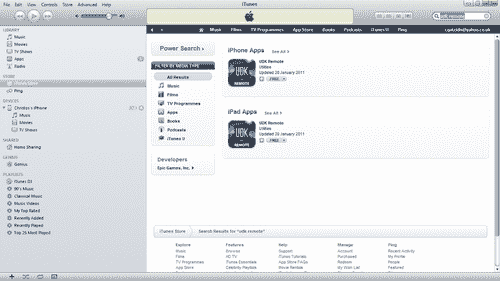 iTunes
File Edit View Controls Store Advanced Help
Music Films TV Programmes App Store Books Podcasts iTunes U Ping
LIBRARY
Music
Movies
TV Shows
Apps
Radio
STORE
Ping
DEVICES
Christos's iPhone
Music
Movies
TV Shows
SHARED
Home Sharing
GENIUS
Genius
PLAYLISTS
iTunes DJ
90's Music
Classical Music
Music Videos
My Top Rated
Recently Added
Recently Played
Top 25 Most Played
Power Search
FILTER BY MEDIA TYPE
All Results
Music
Films
TV Programmes
Apps
Books
Podcasts
iTunes U
Developers
Epic Games, Inc.
iPhone Apps See All
UDK Remote
Utilities
Updated 20 January 2011
FREE
UDK
REMOTE
iPad Apps See All
UDK Remote
Utilities
Updated 20 January 2011
FREE
UDK
REMOTE
iTunes Store Search Results for "udk remote"
Explore Features Browse Help Manage Ping
Music HD TV Support Account Recent Activity
Films iTunes Essentials iTunes Tutorials Purchased My Profile
TV Programmes Celebrity Playlists App Store FAQs Redeem People
App Store My Wish List Featured